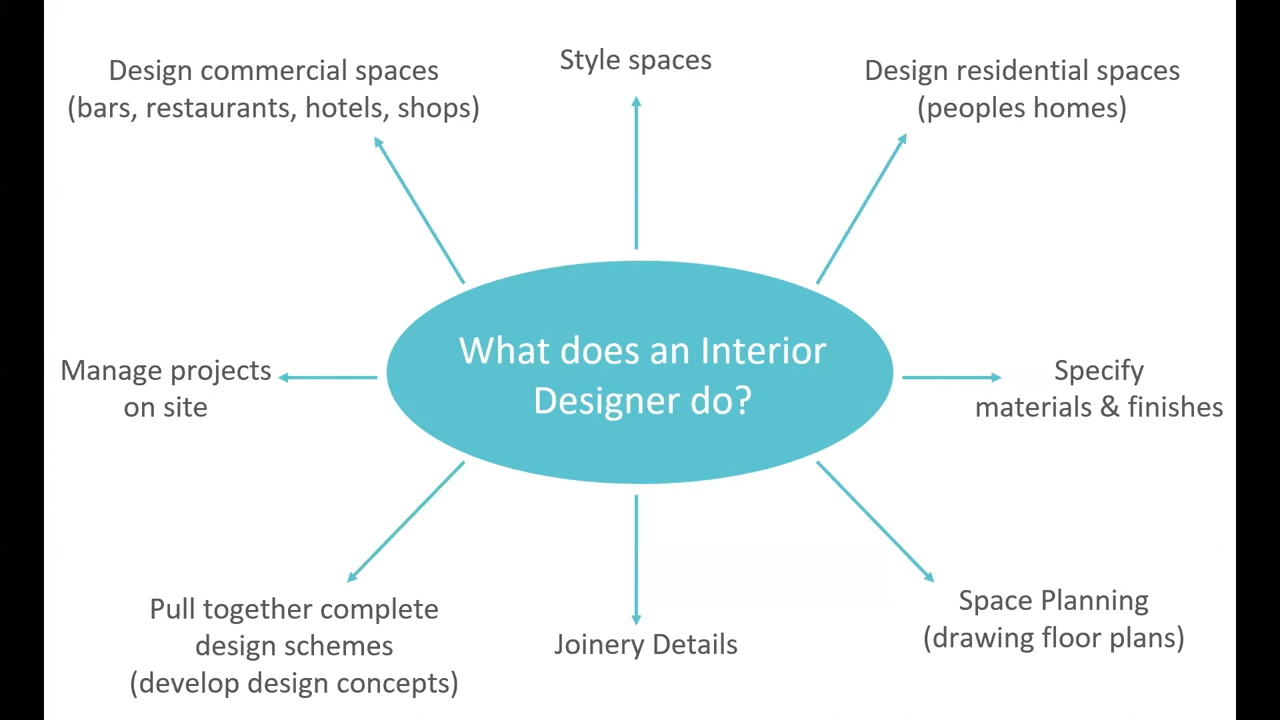 Design commercial spaces
(bars, restaurants, hotels, shops)
Style spaces
Design residential spaces
(peoples homes)
What does an Interior
Designer do?
Manage projects
on site
Specify
materials & finishes
Pull together complete
design schemes
(develop design concepts)
Joinery Details
Space Planning
(drawing floor plans)